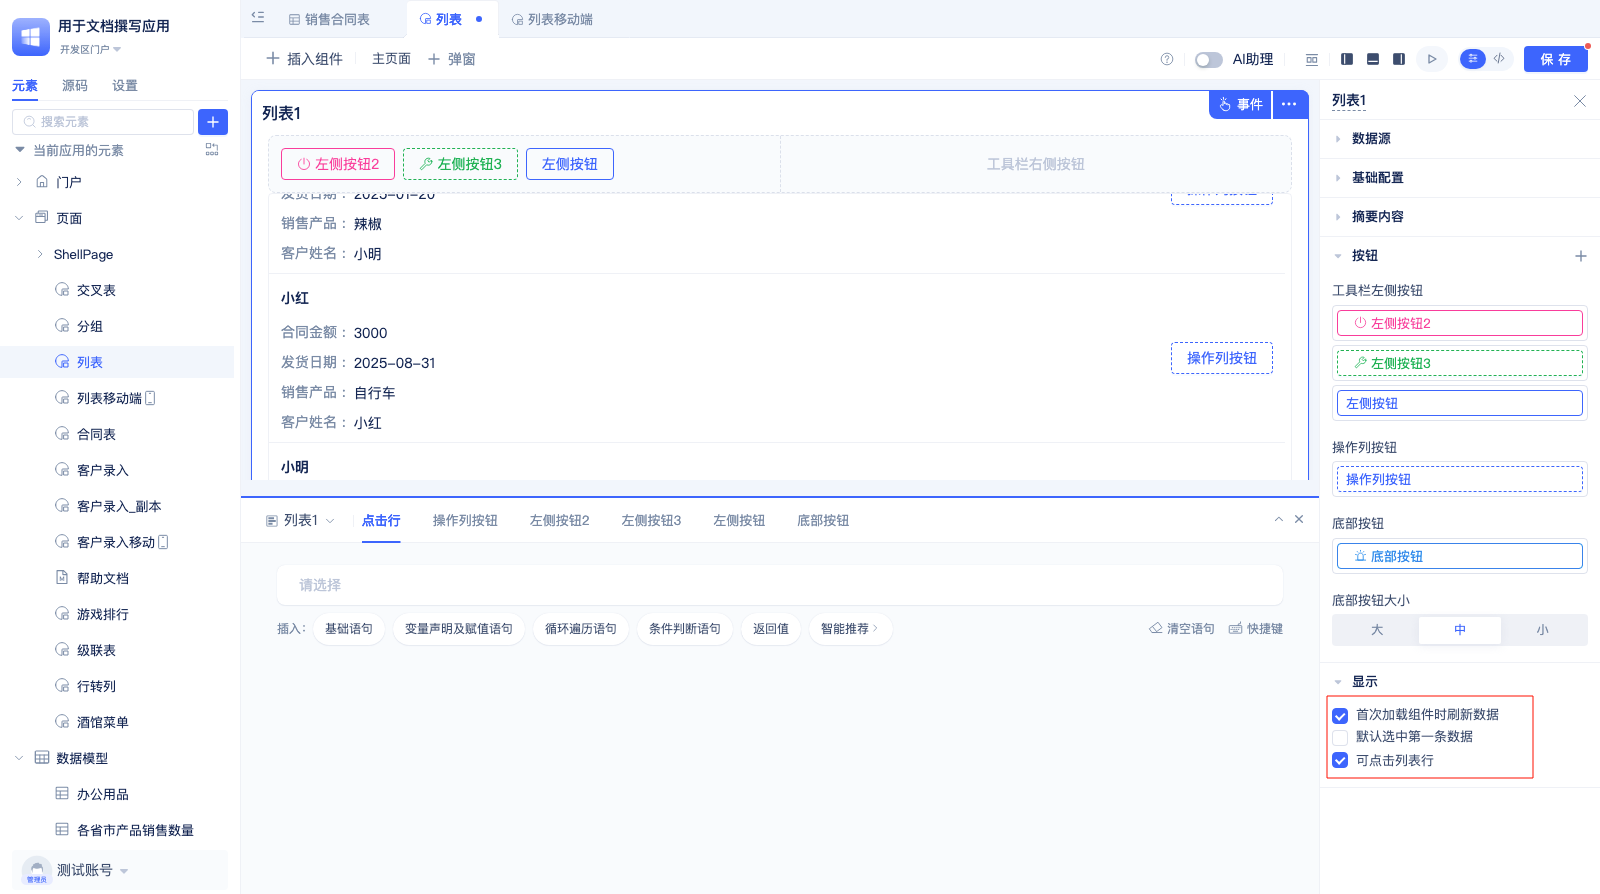 用于文档撰写应用
开发区门户
元素 源码 设置
搜索元素
当前应用的元素
门户
页面
ShellPage
交叉表
分组
列表
列表移动端
合同表
客户录入
客户录入_副本
客户录入移动
帮助文档
游戏排行
级联表
行转列
酒馆菜单
数据模型
办公用品
各省市产品销售数量
管理员
测试账号
销售合同表 列表 列表移动端
插入组件 主页面 弹窗
AI助理
保存
列表1
事件
左侧按钮2 左侧按钮3 左侧按钮
工具栏右侧按钮
发货日期： 2025-01-20
操作列按钮
销售产品： 辣椒
客户姓名： 小明
小红
合同金额： 3000
发货日期： 2025-08-31
操作列按钮
销售产品： 自行车
客户姓名： 小红
小明
列表1 点击行 操作列按钮 左侧按钮2 左侧按钮3 左侧按钮 底部按钮
请选择
插入： 基础语句 变量声明及赋值语句 循环遍历语句 条件判断语句 返回值 智能推荐
清空语句 快捷键
列表1
数据源
基础配置
摘要内容
按钮
工具栏左侧按钮
左侧按钮2
左侧按钮3
左侧按钮
操作列按钮
操作列按钮
底部按钮
底部按钮
底部按钮大小
大 中 小
显示
首次加载组件时刷新数据
默认选中第一条数据
可点击列表行